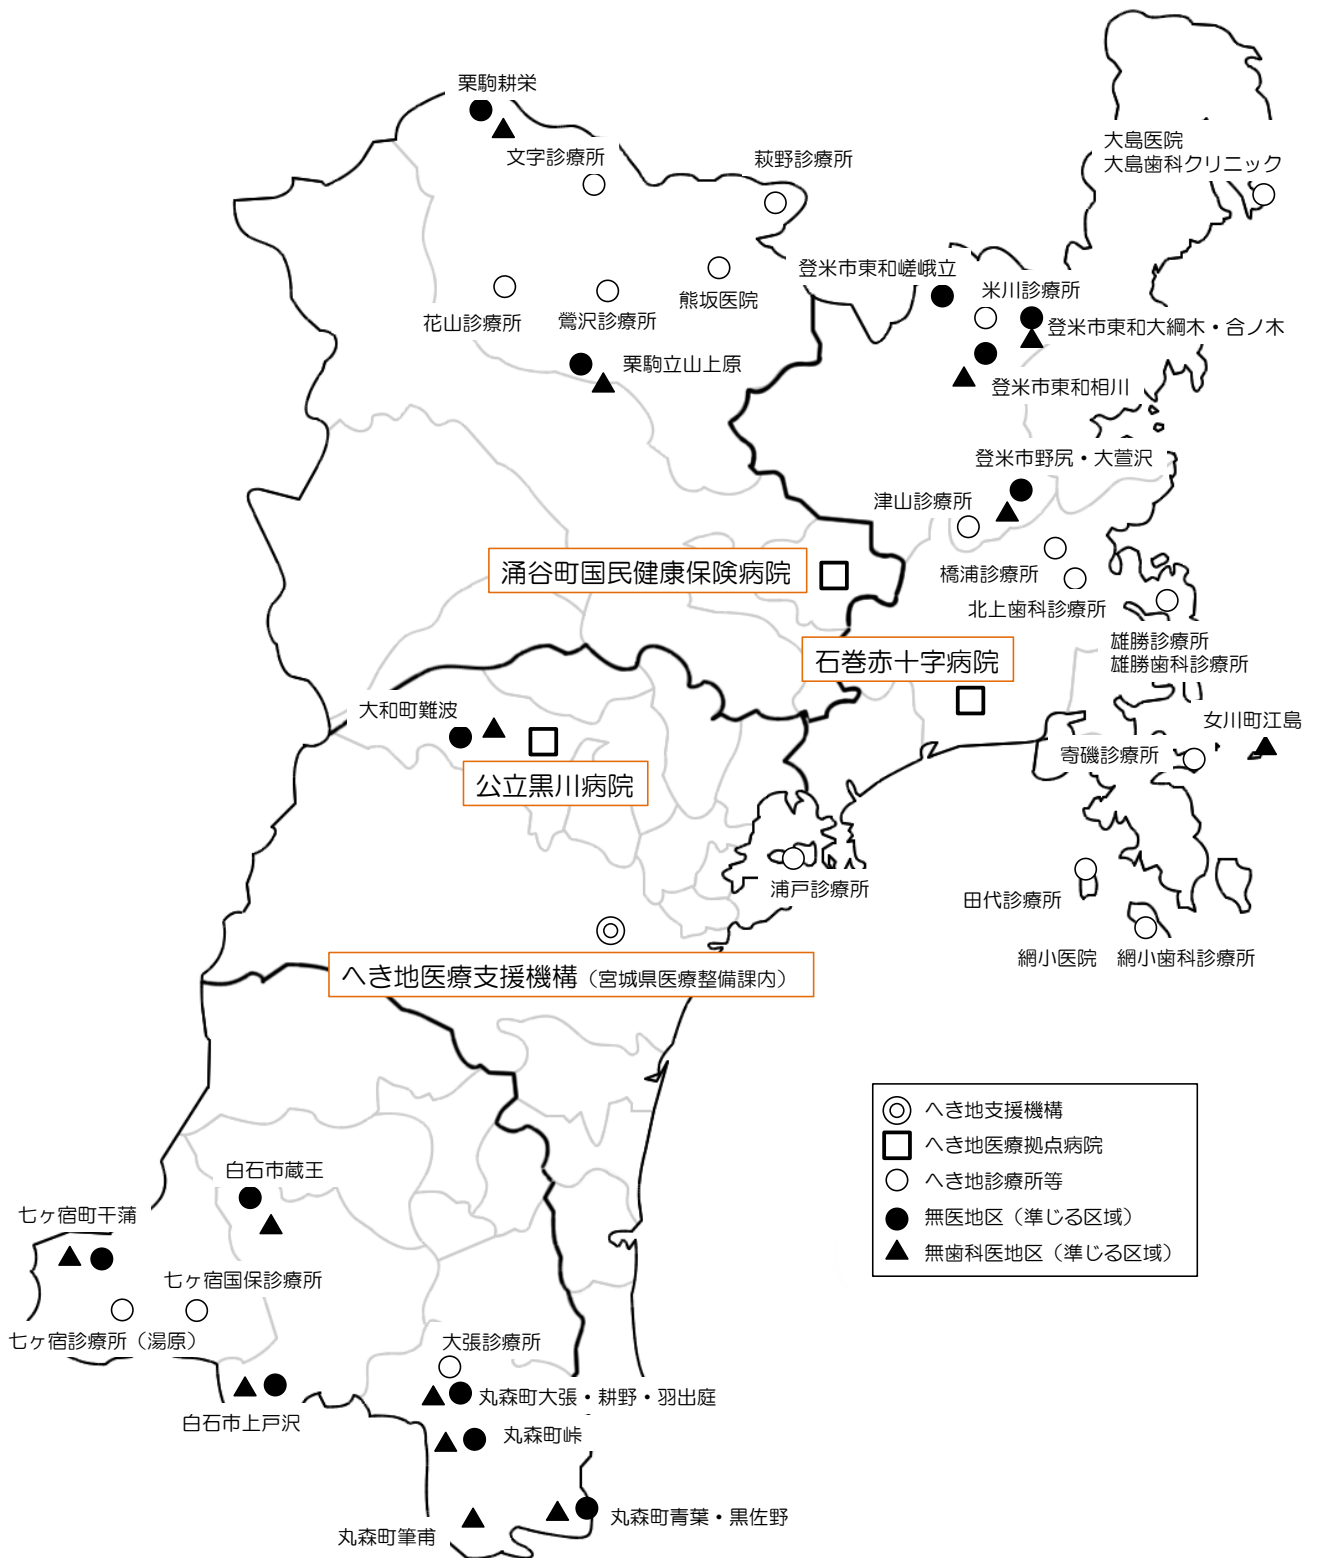 栗駒耕栄
文字診療所
萩野診療所
大島医院
大島歯科クリニック
登米市東和嵯峨立
米川診療所
熊坂医院
花山診療所
鶯沢診療所
登米市東和大綱木・合ノ木
栗駒立山上原
登米市東和相川
登米市野尻・大萱沢
津山診療所
涌谷町国民健康保険病院
橋浦診療所
北上歯科診療所
雄勝診療所
雄勝歯科診療所
石巻赤十字病院
大和町難波
女川町江島
寄磯診療所
公立黒川病院
浦戸診療所
田代診療所
網小医院
網小歯科診療所
へき地医療支援機構（宮城県医療整備課内）
へき地支援機構
へき地医療拠点病院
へき地診療所等
無医地区（準じる区域）
無歯科医地区（準じる区域）
白石市蔵王
七ヶ宿町干蒲
七ヶ宿国保診療所
七ヶ宿診療所（湯原）
大張診療所
丸森町大張・耕野・羽出庭
白石市上戸沢
丸森町峠
丸森町青葉・黒佐野
丸森町筆甫